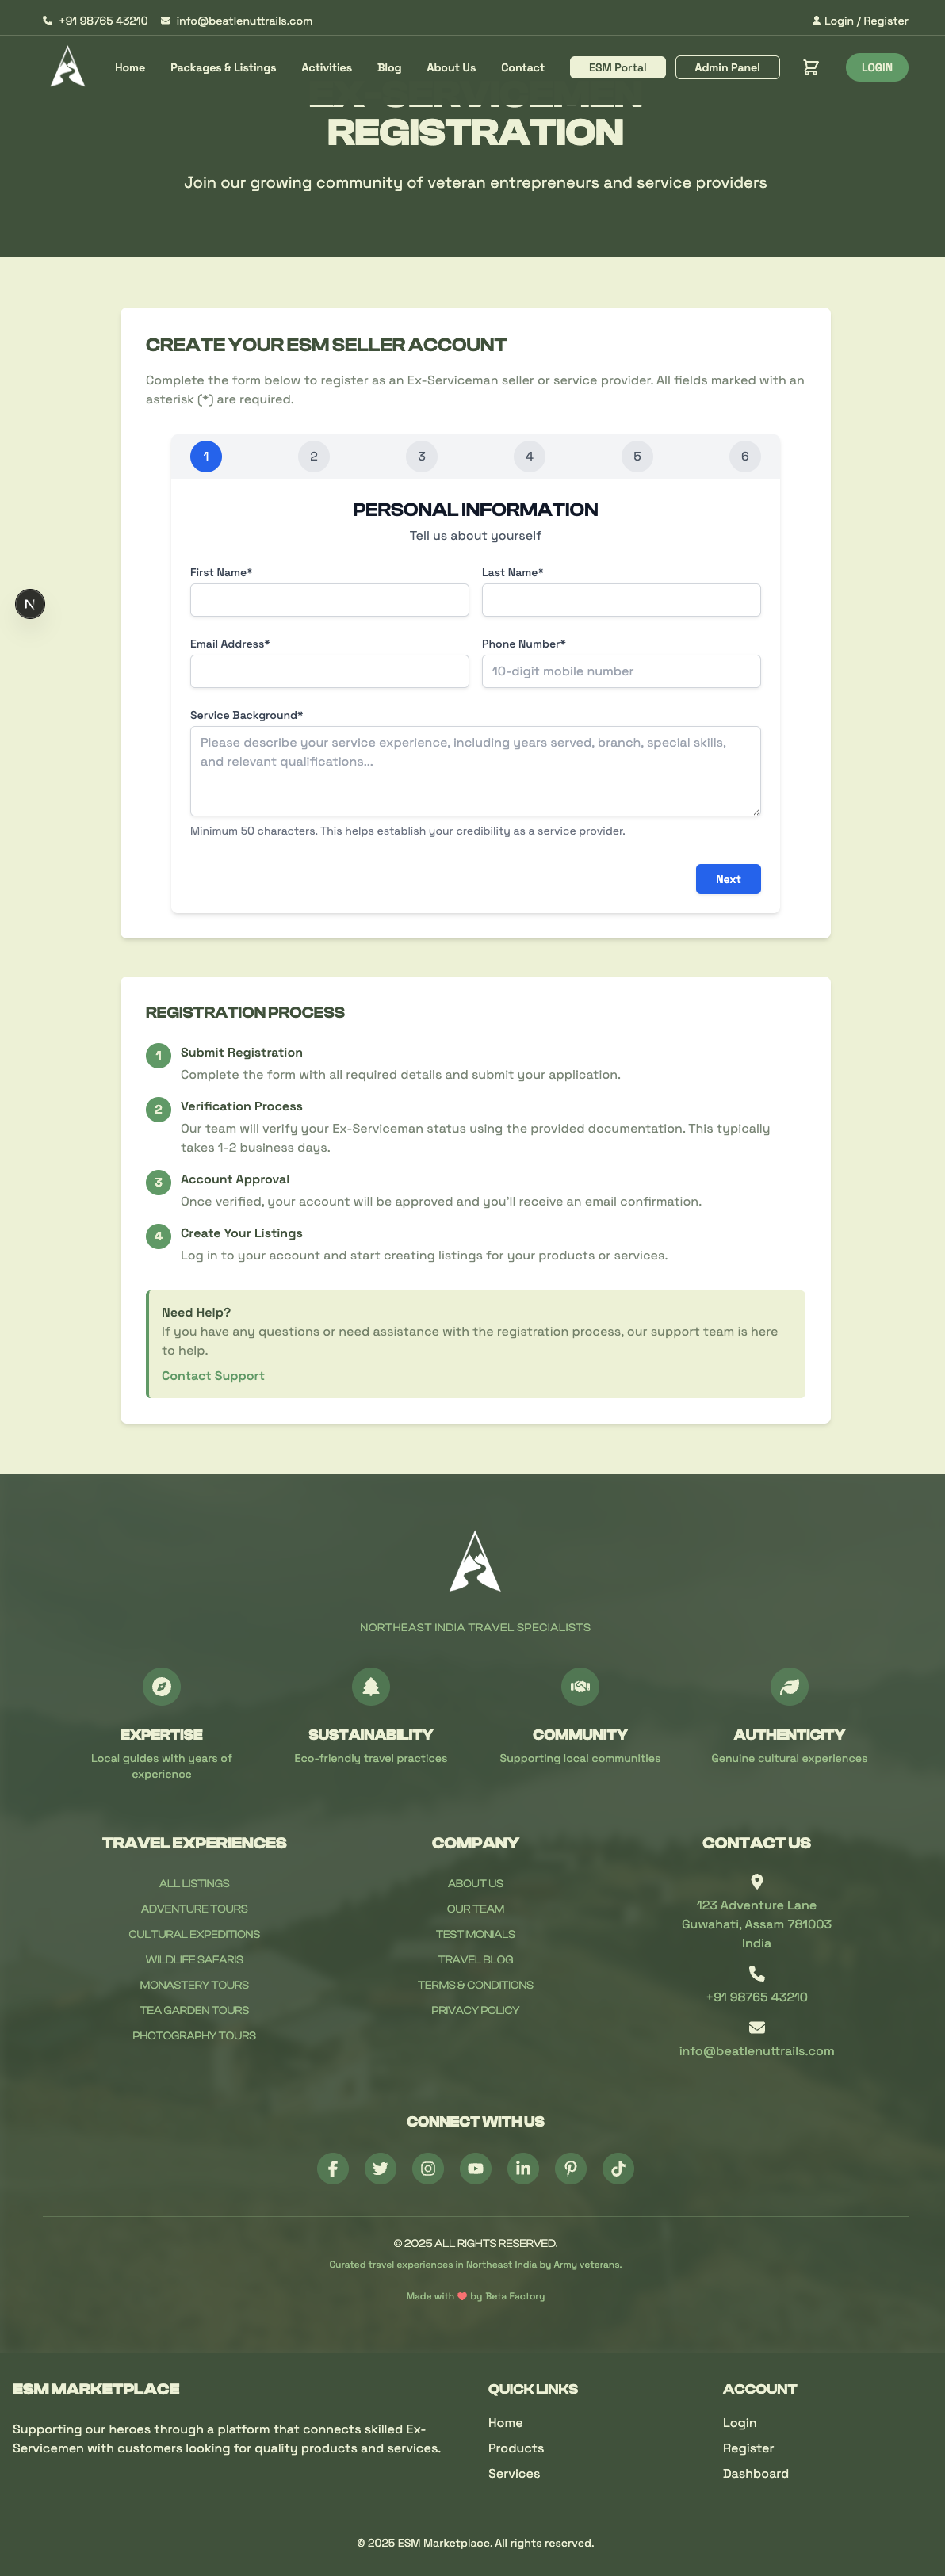 +91 98765 43210 info@beatlenuttrails.com Login / Register
Home Packages & Listings Activities Blog About Us Contact ESM Portal Admin Panel LOGIN
EX-SERVICEMEN
REGISTRATION
Join our growing community of veteran entrepreneurs and service providers
CREATE YOUR ESM SELLER ACCOUNT
Complete the form below to register as an Ex-Serviceman seller or service provider. All fields marked with an
asterisk (*) are required.
1 2 3 4 5 6
PERSONAL INFORMATION
Tell us about yourself
First Name* Last Name*
Email Address* Phone Number*
10-digit mobile number
Service Background*
Please describe your service experience, including years served, branch, special skills,
and relevant qualifications...
Minimum 50 characters. This helps establish your credibility as a service provider.
Next
N
REGISTRATION PROCESS
1 Submit Registration
Complete the form with all required details and submit your application.
2 Verification Process
Our team will verify your Ex-Serviceman status using the provided documentation. This typically
takes 1-2 business days.
3 Account Approval
Once verified, your account will be approved and you'll receive an email confirmation.
4 Create Your Listings
Log in to your account and start creating listings for your products or services.
Need Help?
If you have any questions or need assistance with the registration process, our support team is here
to help.
Contact Support
NORTHEAST INDIA TRAVEL SPECIALISTS
EXPERTISE
Local guides with years of
experience
SUSTAINABILITY
Eco-friendly travel practices
COMMUNITY
Supporting local communities
AUTHENTICITY
Genuine cultural experiences
TRAVEL EXPERIENCES
ALL LISTINGS
ADVENTURE TOURS
CULTURAL EXPEDITIONS
WILDLIFE SAFARIS
MONASTERY TOURS
TEA GARDEN TOURS
PHOTOGRAPHY TOURS
COMPANY
ABOUT US
OUR TEAM
TESTIMONIALS
TRAVEL BLOG
TERMS & CONDITIONS
PRIVACY POLICY
CONTACT US
123 Adventure Lane
Guwahati, Assam 781003
India
+91 98765 43210
info@beatlenuttrails.com
CONNECT WITH US
© 2025 ALL RIGHTS RESERVED.
Curated travel experiences in Northeast India by Army veterans.
Made with ❤ by Beta Factory
ESM MARKETPLACE
Supporting our heroes through a platform that connects skilled Ex-
Servicemen with customers looking for quality products and services.
QUICK LINKS
Home
Products
Services
ACCOUNT
Login
Register
Dashboard
© 2025 ESM Marketplace. All rights reserved.